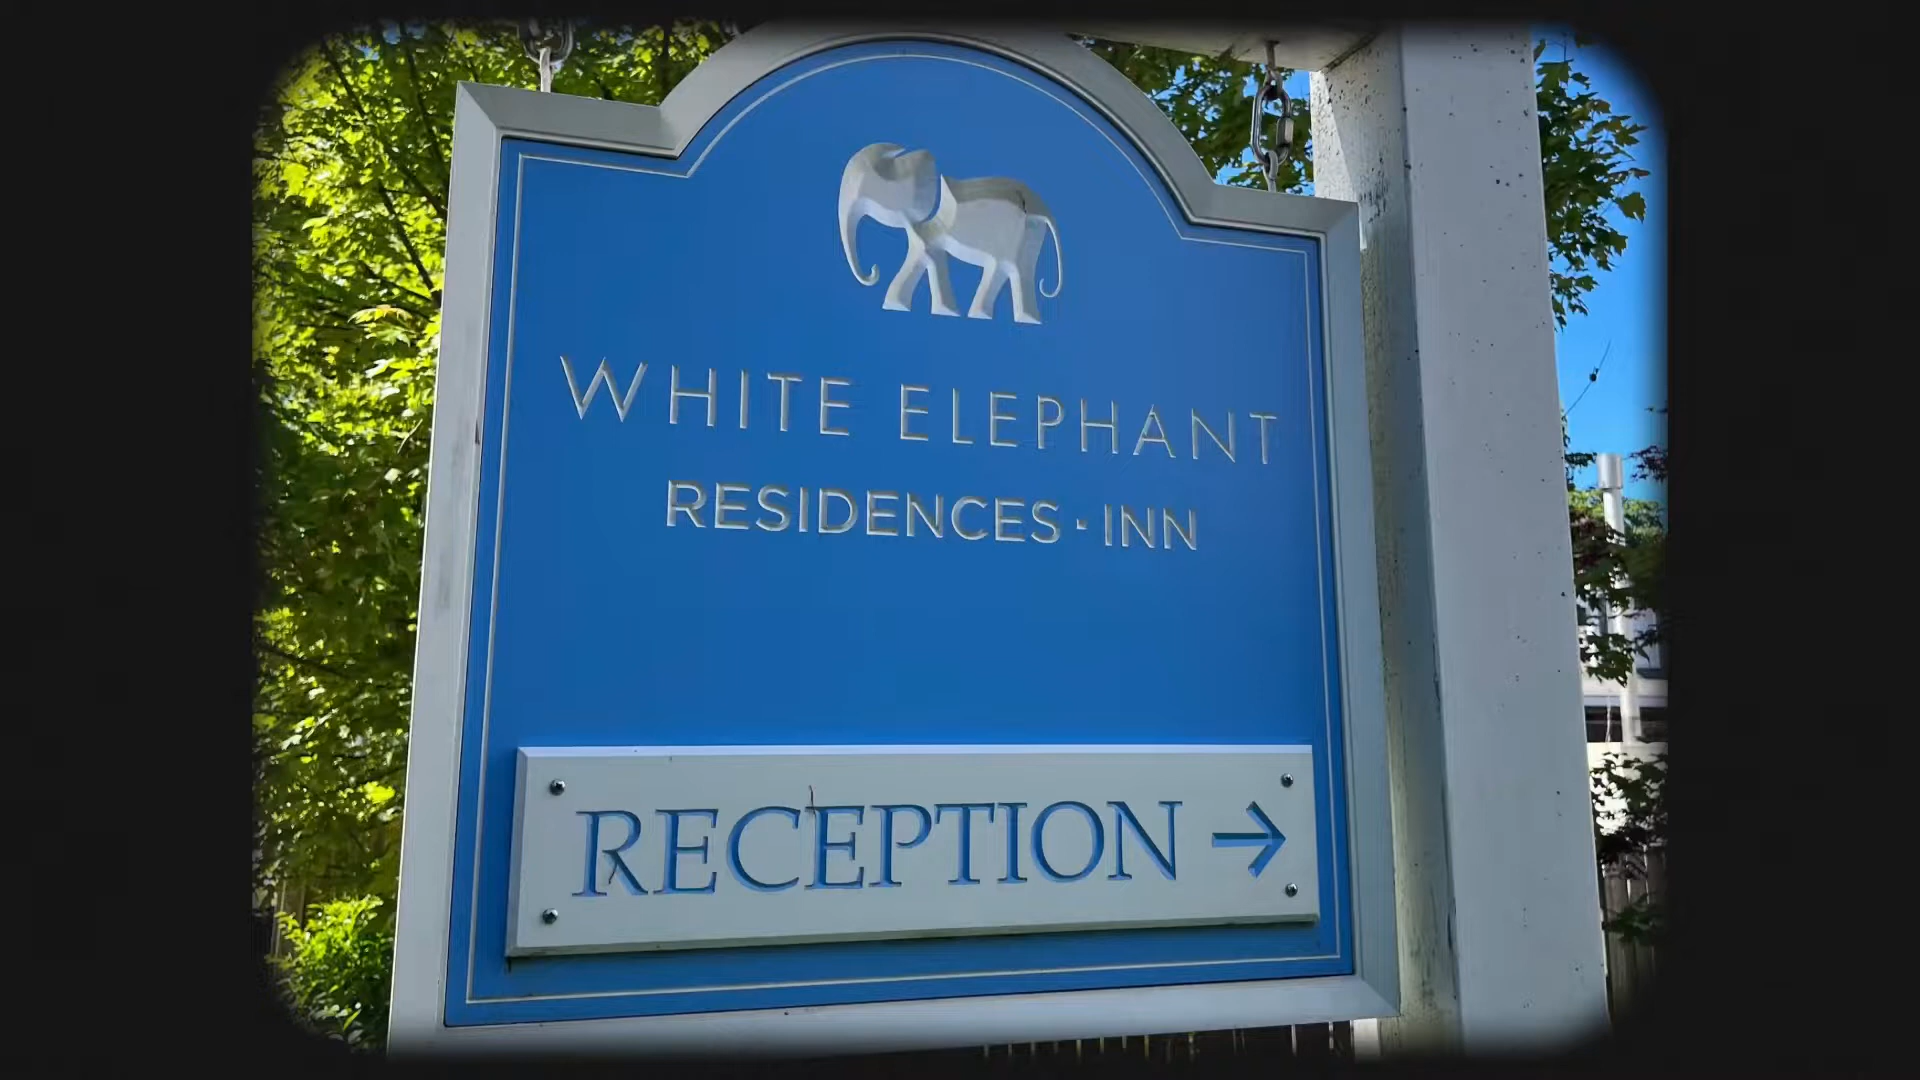 WHITE ELEPHANT
RESIDENCES · INN
RECEPTION →